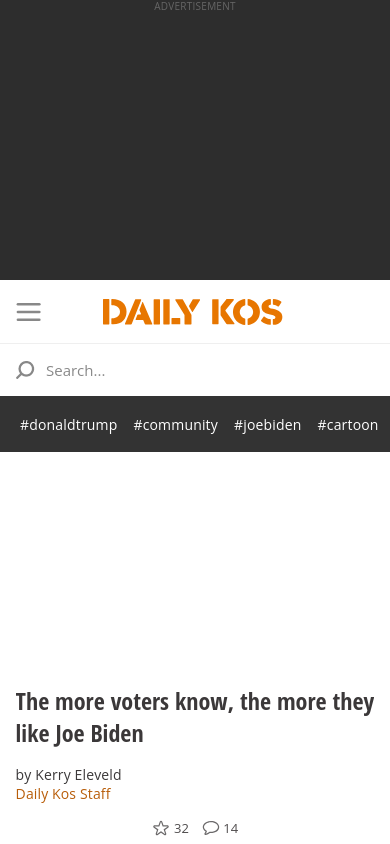 ADVERTISEMENT
DAILY KOS
Search...
#donaldtrump #community #joebiden #cartoon
The more voters know, the more they
like Joe Biden
by Kerry Eleveld
Daily Kos Staff
32 14